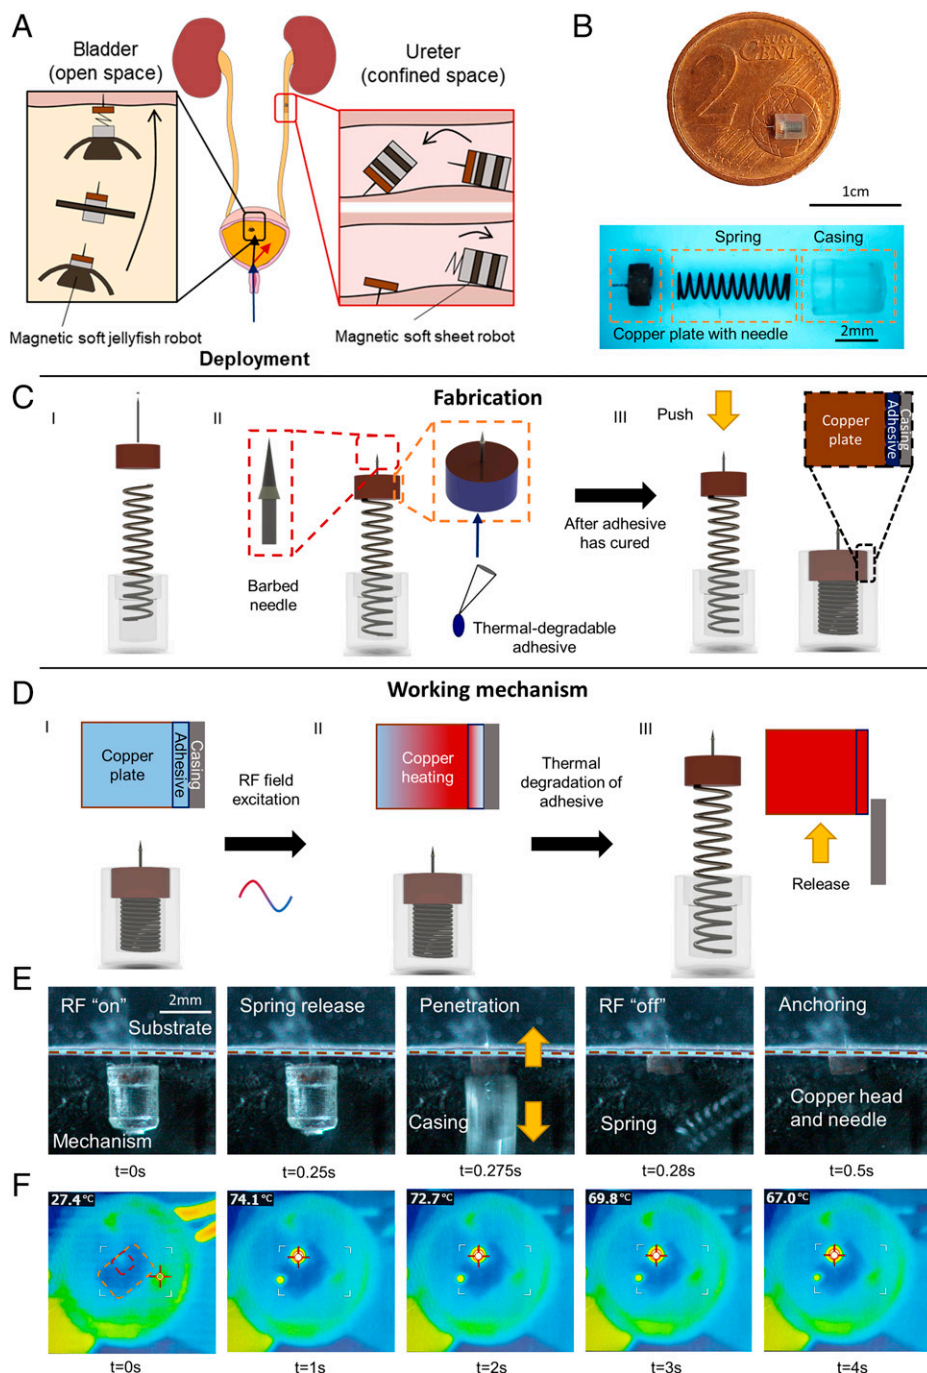 A
Bladder
(open space)
Ureter
(confined space)
Magnetic soft jellyfish robot
Magnetic soft sheet robot
Deployment
B
2
EURO
CENT
1cm
Spring
Casing
Copper plate with needle
2mm
C
Fabrication
I
II
III
Push
Copper
plate
Adhesive
Casing
After adhesive
has cured
Barbed
needle
Thermal-degradable
adhesive
D
Working mechanism
I
II
III
Copper
plate
Adhesive
Casing
RF field
excitation
Copper
heating
Thermal
degradation of
adhesive
Release
E
RF “on”
2mm
Substrate
Mechanism
Spring release
Penetration
Casing
RF “off”
Spring
Anchoring
Copper head
and needle
t=0s
t=0.25s
t=0.275s
t=0.28s
t=0.5s
F
27.4 °C
74.1 °C
72.7 °C
69.8 °C
67.0 °C
t=0s
t=1s
t=2s
t=3s
t=4s